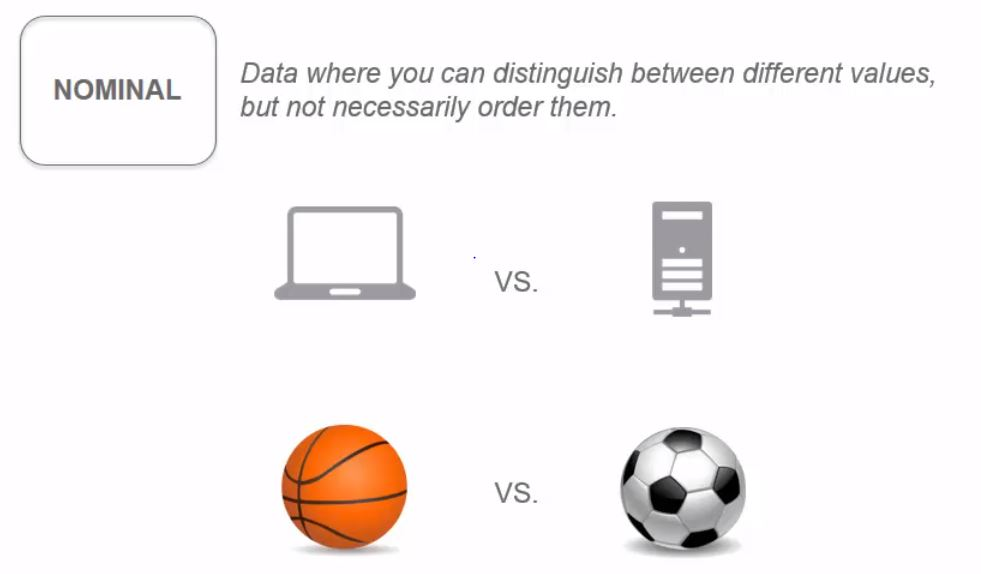 NOMINAL
Data where you can distinguish between different values,
but not necessarily order them.
VS.
VS.